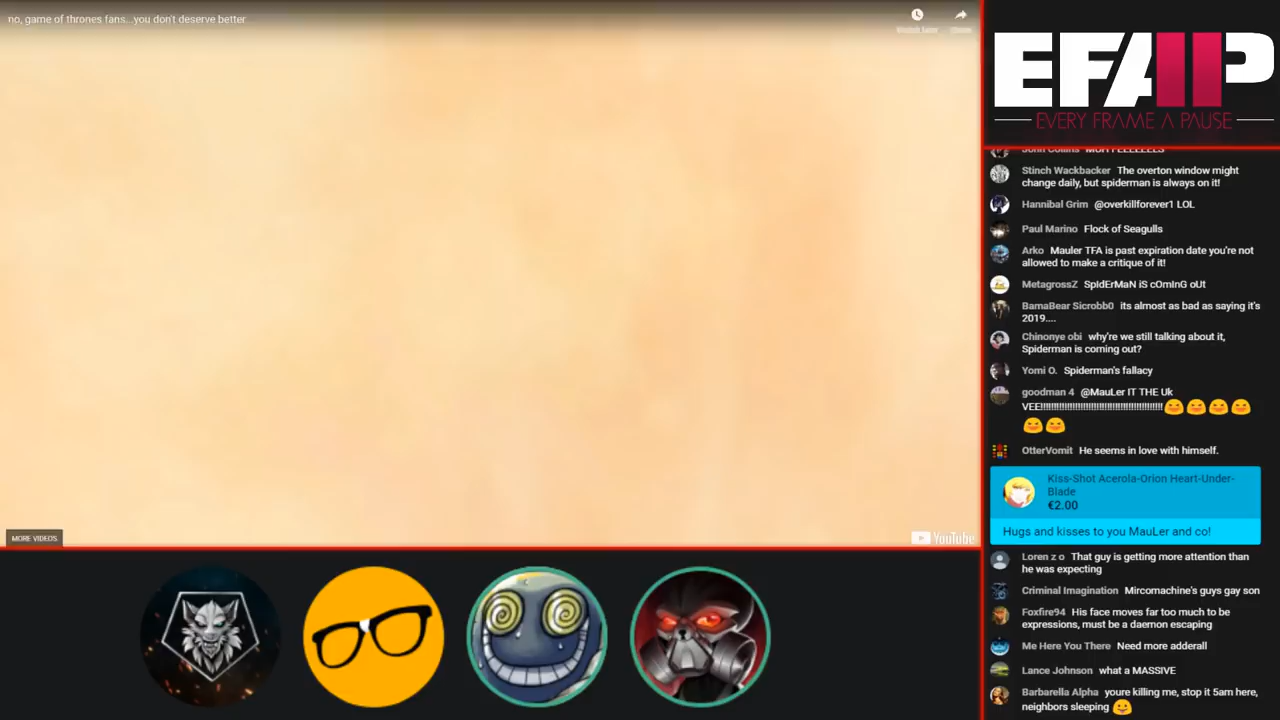 no, game of thrones fans...you don't deserve better...
Watch later
Share
MORE VIDEOS
YouTube
EFAP
EVERY FRAME A PAUSE
John Collins
Stinch Wackbacker The overton window might
change daily, but spiderman is always on it!
Hannibal Grim @overkillforever1 LOL
Paul Marino Flock of Seagulls
Arko Mauler TFA is past expiration date you're not
allowed to make a critique of it!
MetagrossZ SpIdErMaN iS cOmInG oUt
BamaBear Sicrobb0 its almost as bad as saying it's
2019....
Chinonye obi why're we still talking about it,
Spiderman is coming out?
Yomi O. Spiderman's fallacy
goodman 4 @MauLer IT THE Uk
VEE!!!!!!!!!!!!!!!!!!!!!!!!!!!!!!!!!!!!!!!!!!!!
OtterVomit He seems in love with himself.
Kiss-Shot Acerola-Orion Heart-Under-
Blade
€2.00
Hugs and kisses to you MauLer and co!
Loren z o That guy is getting more attention than
he was expecting
Criminal Imagination Mircomachine's guys gay son
Foxfire94 His face moves far too much to be
expressions, must be a daemon escaping
Me Here You There Need more adderall
Lance Johnson what a MASSIVE
Barbarella Alpha youre killing me, stop it 5am here,
neighbors sleeping